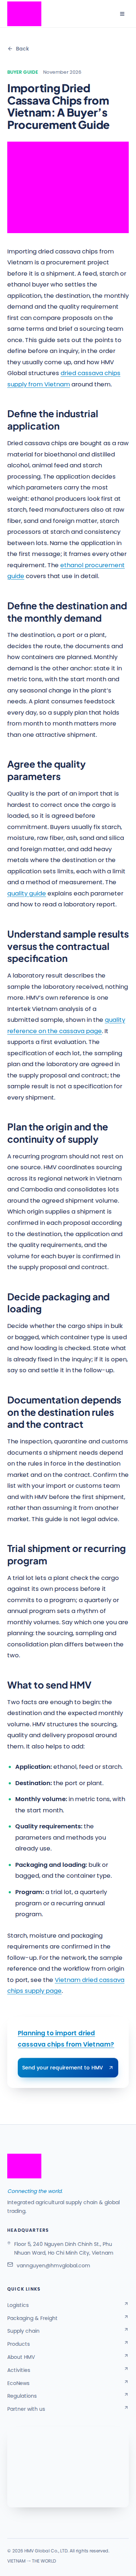 Back
BUYER GUIDE November 2026
Importing Dried
Cassava Chips from
Vietnam: A Buyer's
Procurement Guide
Importing dried cassava chips from
Vietnam is a procurement project
before it is a shipment. A feed, starch or
ethanol buyer who settles the
application, the destination, the monthly
demand and the quality requirement
first can compare proposals on the
same terms and brief a sourcing team
once. This guide sets out the points to
define before an inquiry, in the order
they usually come up, and how HMV
Global structures dried cassava chips
supply from Vietnam around them.
Define the industrial
application
Dried cassava chips are bought as a raw
material for bioethanol and distilled
alcohol, animal feed and starch
processing. The application decides
which parameters carry the most
weight: ethanol producers look first at
starch, feed manufacturers also at raw
fiber, sand and foreign matter, starch
processors at starch and consistency
between lots. Name the application in
the first message; it frames every other
requirement. The ethanol procurement
guide covers that use in detail.
Define the destination and
the monthly demand
The destination, a port or a plant,
decides the route, the documents and
how containers are planned. Monthly
demand is the other anchor: state it in
metric tons, with the start month and
any seasonal change in the plant's
needs. A plant consumes feedstock
every day, so a supply plan that holds
from month to month matters more
than one attractive shipment.
Agree the quality
parameters
Quality is the part of an import that is
hardest to correct once the cargo is
loaded, so it is agreed before
commitment. Buyers usually fix starch,
moisture, raw fiber, ash, sand and silica
and foreign matter, and add heavy
metals where the destination or the
application asks, each with a limit
and a method of measurement. The
quality guide explains each parameter
and how to read a laboratory report.
Understand sample results
versus the contractual
specification
A laboratory result describes the
sample the laboratory received, nothing
more. HMV's own reference is one
Intertek Vietnam analysis of a
submitted sample, shown in the quality
reference on the cassava page. It
supports a first evaluation. The
specification of each lot, the sampling
plan and the laboratory are agreed in
the supply proposal and contract; the
sample result is not a specification for
every shipment.
Plan the origin and the
continuity of supply
A recurring program should not rest on
one source. HMV coordinates sourcing
across its regional network in Vietnam
and Cambodia and consolidates lots
around the agreed shipment volume.
Which origin supplies a shipment is
confirmed for each proposal according
to the destination, the application and
the quality requirements, and the
volume for each buyer is confirmed in
the supply proposal and contract.
Decide packaging and
loading
Decide whether the cargo ships in bulk
or bagged, which container type is used
and how loading is checked. State what
is already fixed in the inquiry; if it is open,
say so and settle it in the follow-up.
Documentation depends
on the destination rules
and the contract
The inspection, quarantine and customs
documents a shipment needs depend
on the rules in force in the destination
market and on the contract. Confirm the
list with your import or customs team
and with HMV before the first shipment,
rather than assuming it from another
market. This guide is not legal advice.
Trial shipment or recurring
program
A trial lot lets a plant check the cargo
against its own process before it
commits to a program; a quarterly or
annual program sets a rhythm of
monthly volumes. Say which one you are
planning: the sourcing, sampling and
consolidation plan differs between the
two.
What to send HMV
Two facts are enough to begin: the
destination and the expected monthly
volume. HMV structures the sourcing,
quality and delivery proposal around
them. It also helps to add:
• Application: ethanol, feed or starch.
• Destination: the port or plant.
• Monthly volume: in metric tons, with
the start month.
• Quality requirements: the
parameters and methods you
already use.
• Packaging and loading: bulk or
bagged, and the container type.
• Program: a trial lot, a quarterly
program or a recurring annual
program.
Starch, moisture and packaging
requirements are confirmed in the
follow-up. For the network, the sample
reference and the workflow from origin
to port, see the Vietnam dried cassava
chips supply page.
Planning to import dried
cassava chips from Vietnam?
Send your requirement to HMV
Connecting the world.
Integrated agricultural supply chain & global
trading.
HEADQUARTERS
Floor 5, 240 Nguyen Dinh Chinh St., Phu
Nhuan Ward, Ho Chi Minh City, Vietnam
vannguyen@hmvglobal.com
QUICK LINKS
Logistics
Packaging & Freight
Supply chain
Products
About HMV
Activities
EcoNews
Regulations
Partner with us
© 2026 HMV Global Co., LTD. All rights reserved.
VIETNAM → THE WORLD